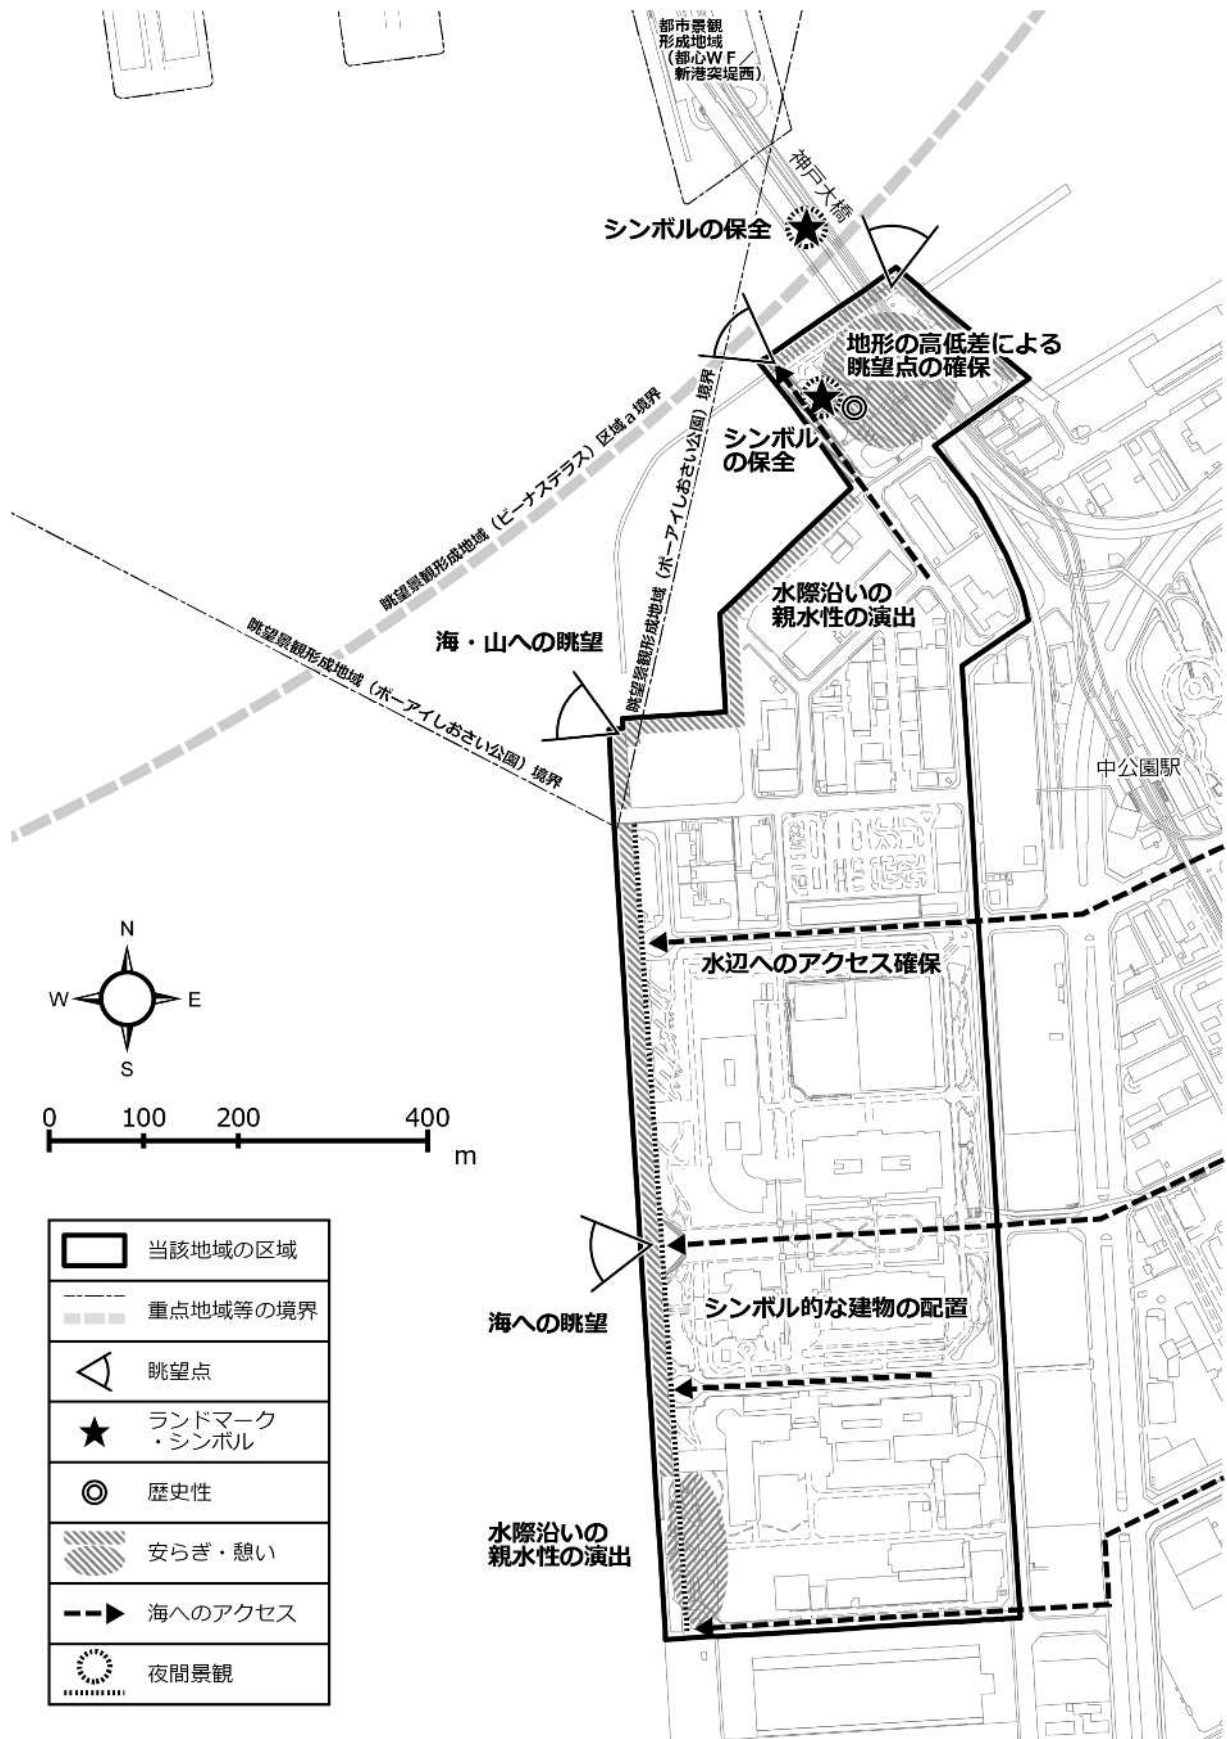 都市景観
形成地域
（都心ＷＦ／
新港突堤西）
神戸大橋
シンボルの保全
地形の高低差による
眺望点の確保
シンボル
の保全
眺望景観形成地域（ビーナステラス）区域ａ境界
眺望景観形成地域（ポーアイしおさい公園）境界
眺望景観形成地域（ポーアイしおさい公園）境界
水際沿いの
親水性の演出
海・山への眺望
中公園駅
水辺へのアクセス確保
N
W
E
S
0 100 200 400
m
海への眺望
シンボル的な建物の配置
水際沿いの
親水性の演出
当該地域の区域
重点地域等の境界
眺望点
ランドマーク
・シンボル
歴史性
安らぎ・憩い
海へのアクセス
夜間景観